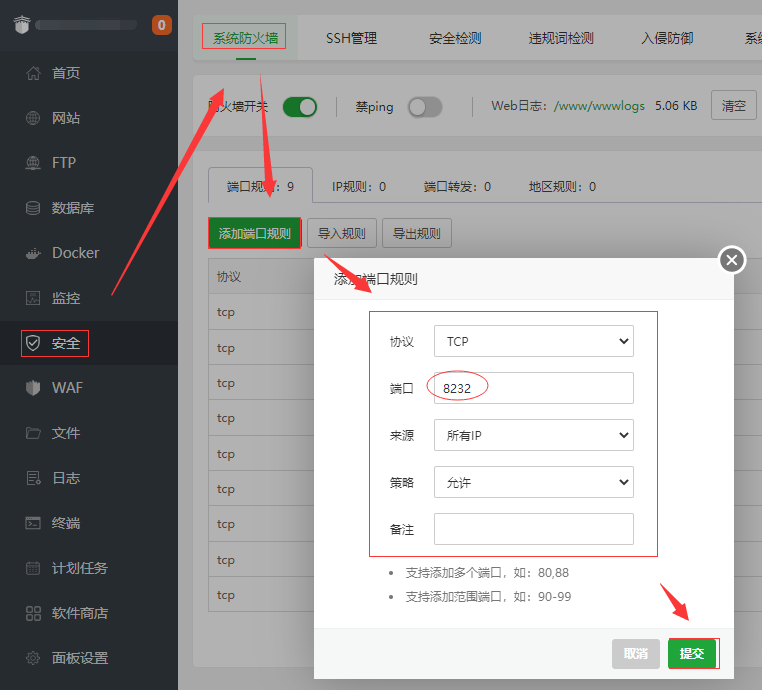 0
首页
网站
FTP
数据库
Docker
监控
安全
WAF
文件
日志
终端
计划任务
软件商店
面板设置
系统防火墙
SSH管理
安全检测
违规词检测
入侵防御
防火墙开关
禁ping
Web日志：/www/wwwlogs 5.06 KB
清空
端口规则：9
IP规则：0
端口转发：0
地区规则：0
添加端口规则
导入规则
导出规则
协议
tcp
tcp
tcp
tcp
tcp
tcp
tcp
tcp
tcp
添加端口规则
协议 TCP
端口 8232
来源 所有IP
策略 允许
备注
支持添加多个端口，如：80,88
支持添加范围端口，如：90-99
取消
提交